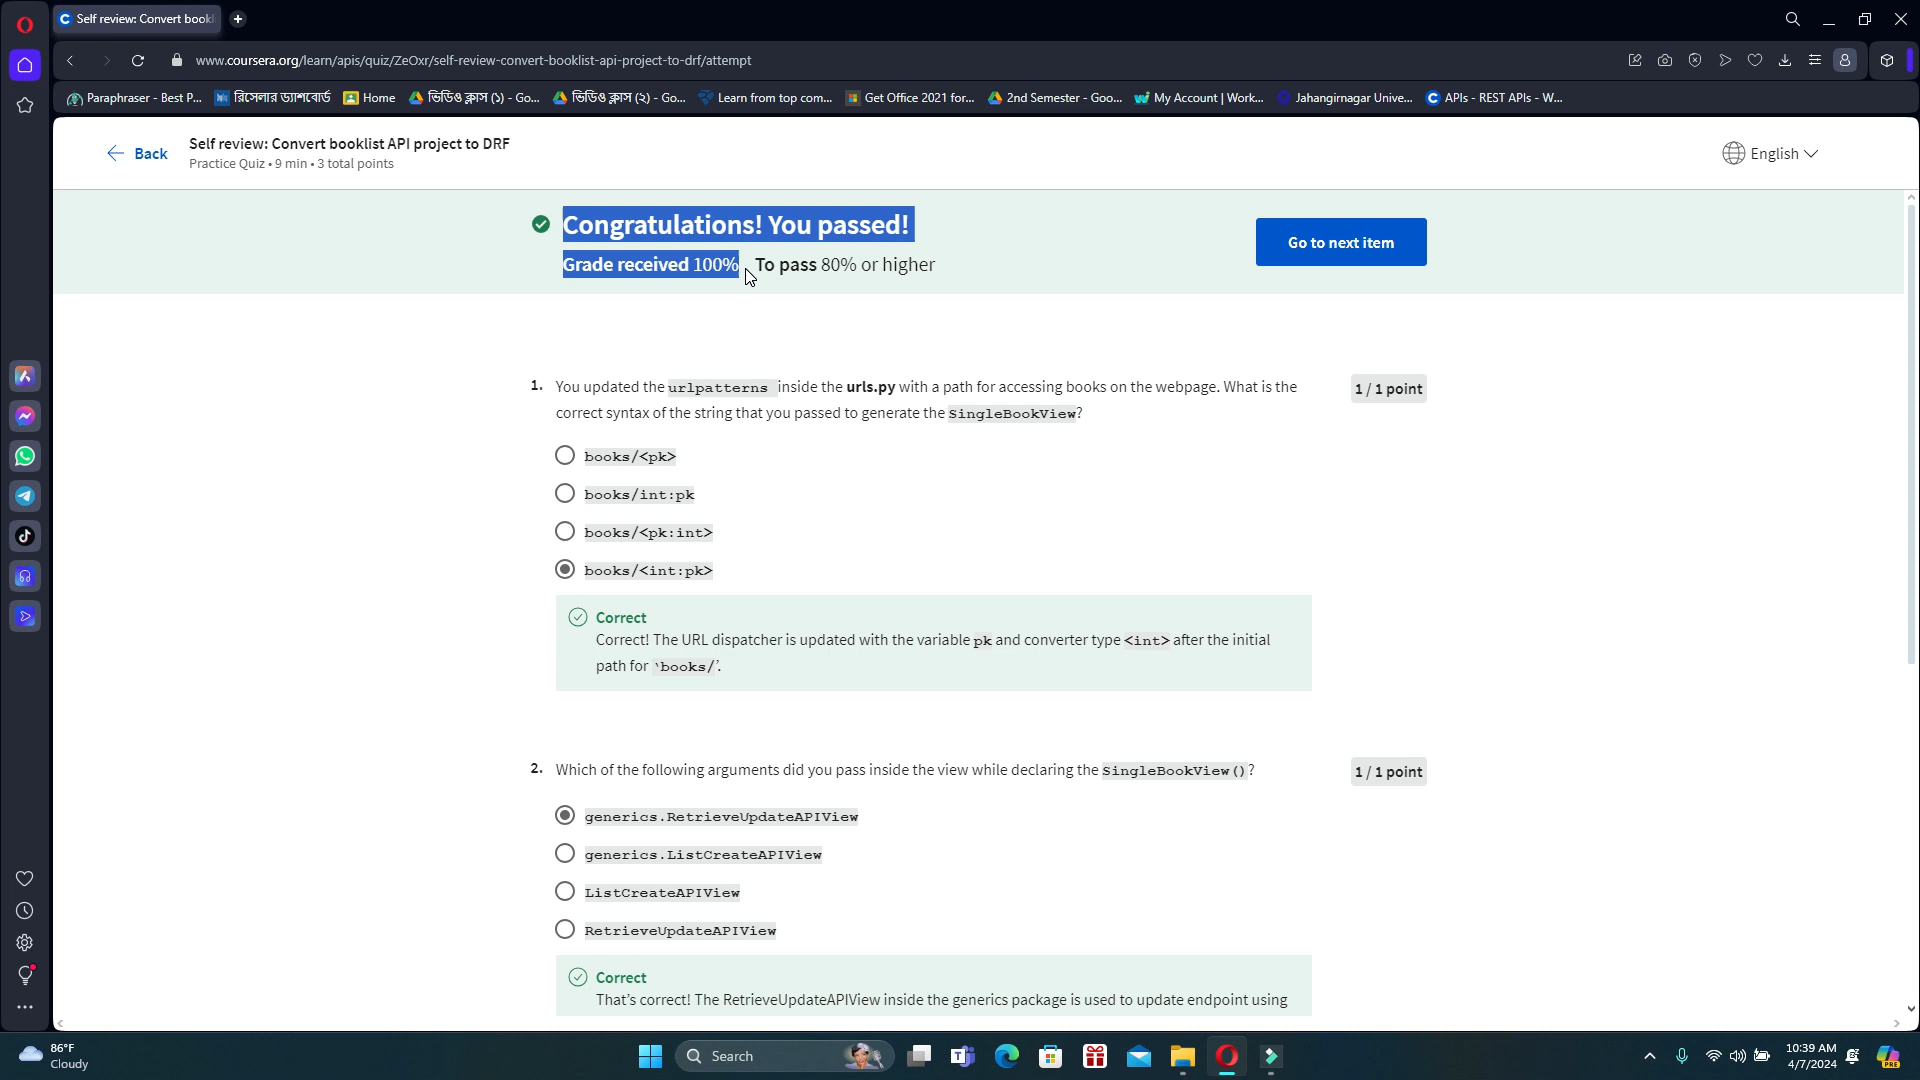 Self review: Convert bookl
www.coursera.org/learn/apis/quiz/ZeOxr/self-review-convert-booklist-api-project-to-drf/attempt
Paraphraser - Best P...
রিসেলার ড্যাশবোর্ড
Home
ভিডিও ক্লাস (১) - Go...
ভিডিও ক্লাস (২) - Go...
Learn from top com...
Get Office 2021 for...
2nd Semester - Goo...
My Account | Work...
Jahangirnagar Unive...
APIs - REST APIs - W...
Back
Self review: Convert booklist API project to DRF
Practice Quiz • 9 min • 3 total points
English
Congratulations! You passed!
Grade received 100% To pass 80% or higher
Go to next item
1. You updated the urlpatterns inside the urls.py with a path for accessing books on the webpage. What is the
correct syntax of the string that you passed to generate the SingleBookView?
1 / 1 point
books/<pk>
books/int:pk
books/<pk:int>
books/<int:pk>
Correct
Correct! The URL dispatcher is updated with the variable pk and converter type <int> after the initial
path for ‘books/’.
2. Which of the following arguments did you pass inside the view while declaring the SingleBookView()?
1 / 1 point
generics.RetrieveUpdateAPIView
generics.ListCreateAPIView
ListCreateAPIView
RetrieveUpdateAPIView
Correct
That’s correct! The RetrieveUpdateAPIView inside the generics package is used to update endpoint using
86°F
Cloudy
Search
10:39 AM
4/7/2024
PRE